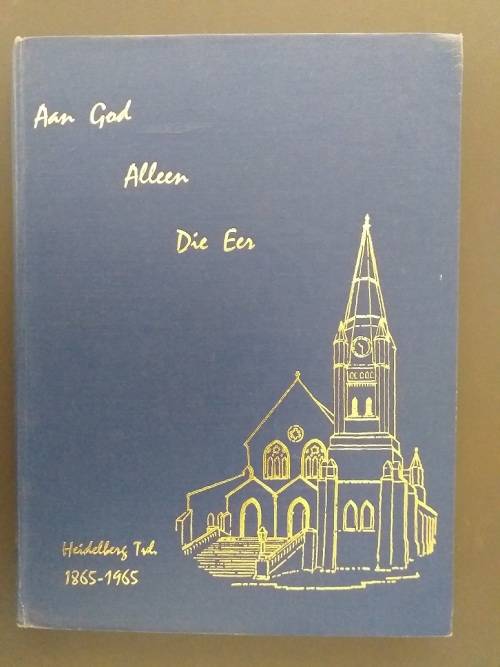 Aan God
Alleen
Die Eer
Heidelberg Tvl.
1865-1965